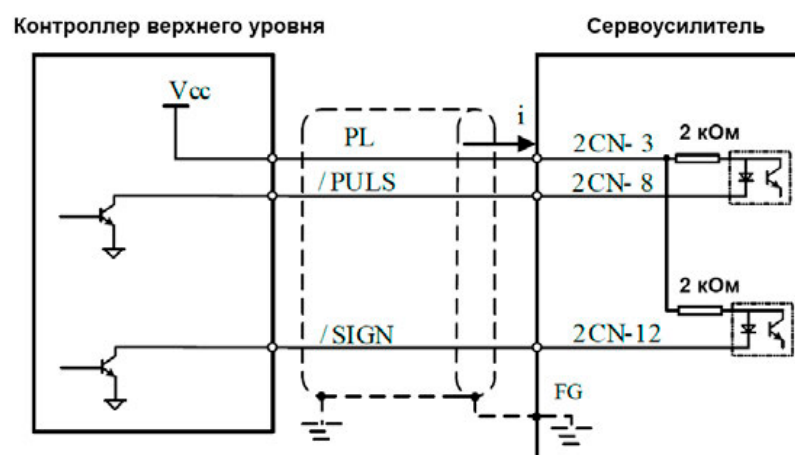 Контроллер верхнего уровня
Сервоусилитель
Vcc
i
PL
2CN- 3
2 кОм
/PULS
2CN- 8
2 кОм
/SIGN
2CN-12
FG